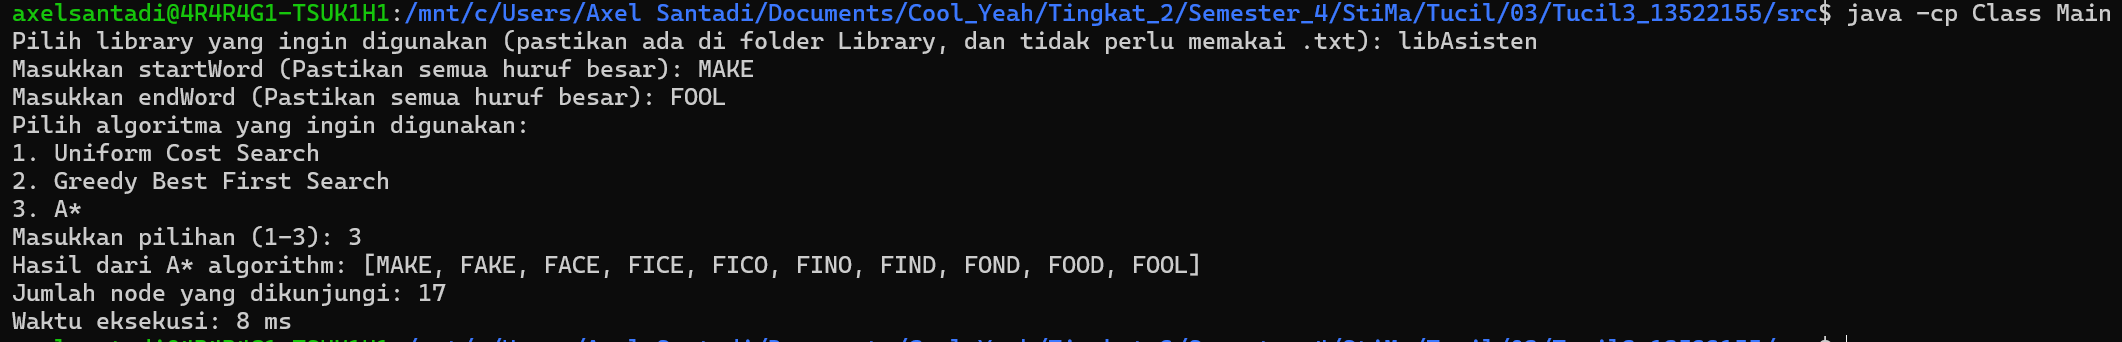 axelsantadi@4R4R4G1-TSUK1H1:/mnt/c/Users/Axel Santadi/Documents/Cool_Yeah/Tingkat_2/Semester_4/StiMa/Tucil/03/Tucil3_13522155/src$ java -cp Class Main
Pilih library yang ingin digunakan (pastikan ada di folder Library, dan tidak perlu memakai .txt): libAsisten
Masukkan startWord (Pastikan semua huruf besar): MAKE
Masukkan endWord (Pastikan semua huruf besar): FOOL
Pilih algoritma yang ingin digunakan:
1. Uniform Cost Search
2. Greedy Best First Search
3. A*
Masukkan pilihan (1-3): 3
Hasil dari A* algorithm: [MAKE, FAKE, FACE, FICE, FICO, FINO, FIND, FOND, FOOD, FOOL]
Jumlah node yang dikunjungi: 17
Waktu eksekusi: 8 ms